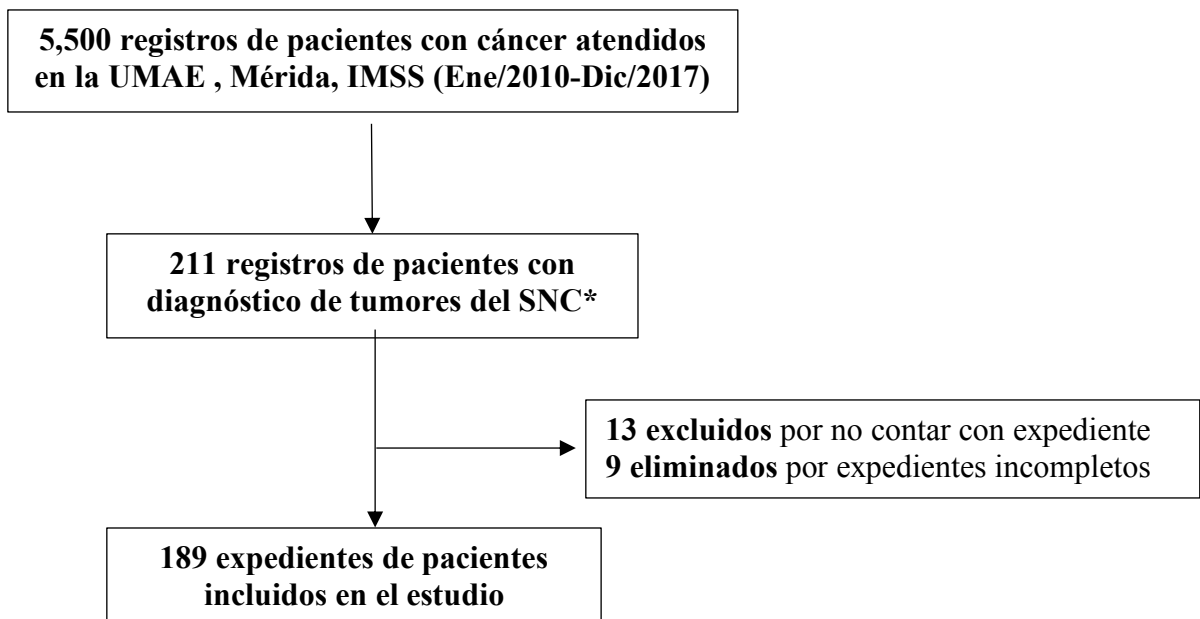 5,500 registros de pacientes con cáncer atendidos
en la UMAE , Mérida, IMSS (Ene/2010-Dic/2017)
211 registros de pacientes con
diagnóstico de tumores del SNC*
13 excluidos por no contar con expediente
9 eliminados por expedientes incompletos
189 expedientes de pacientes
incluidos en el estudio